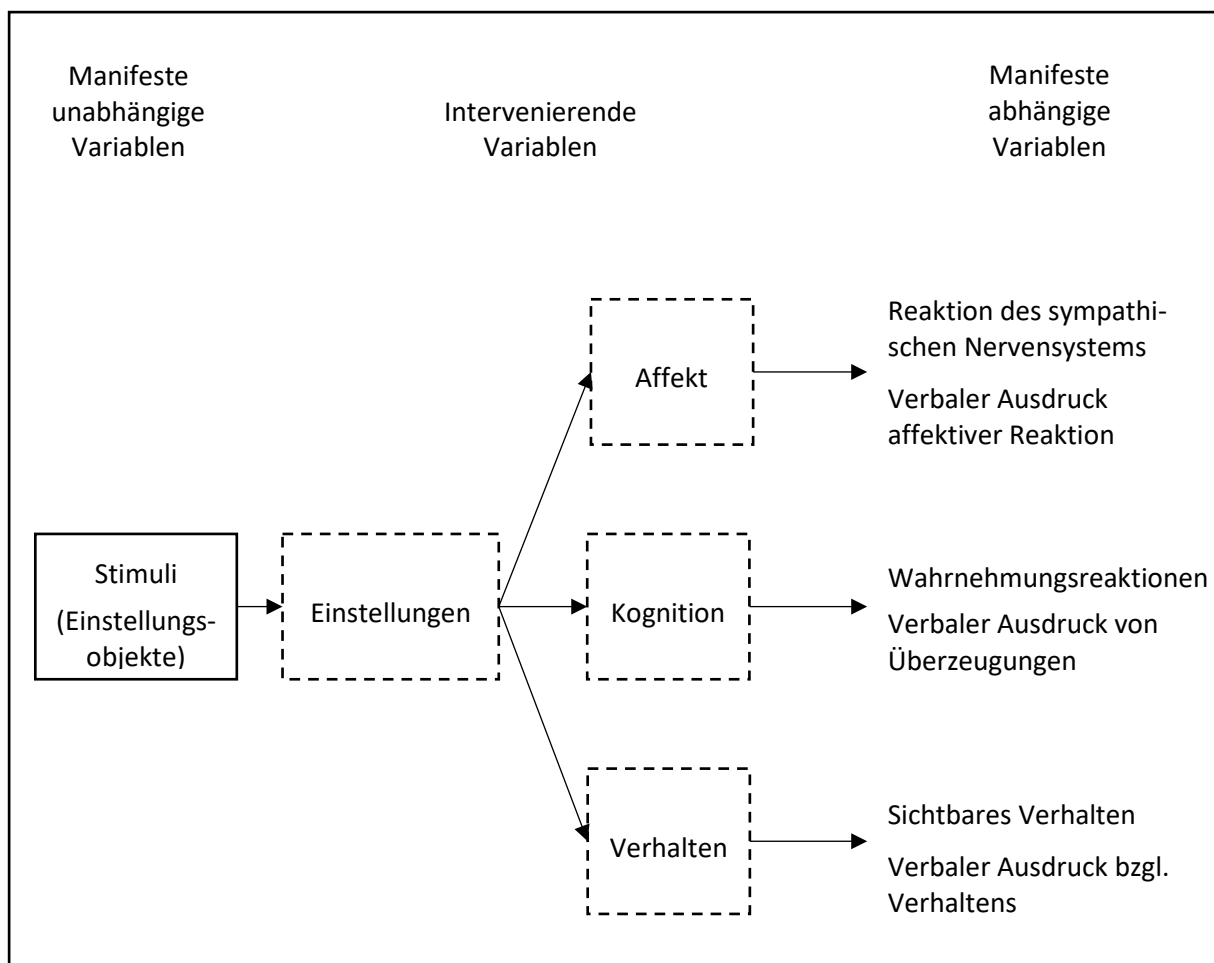 Manifeste
unabhängige
Variablen
Intervenierende
Variablen
Manifeste
abhängige
Variablen
Stimuli
(Einstellungs-
objekte)
Einstellungen
Affekt
Reaktion des sympathi-
schen Nervensystems
Verbaler Ausdruck
affektiver Reaktion
Kognition
Wahrnehmungsreaktionen
Verbaler Ausdruck von
Überzeugungen
Verhalten
Sichtbares Verhalten
Verbaler Ausdruck bzgl.
Verhaltens